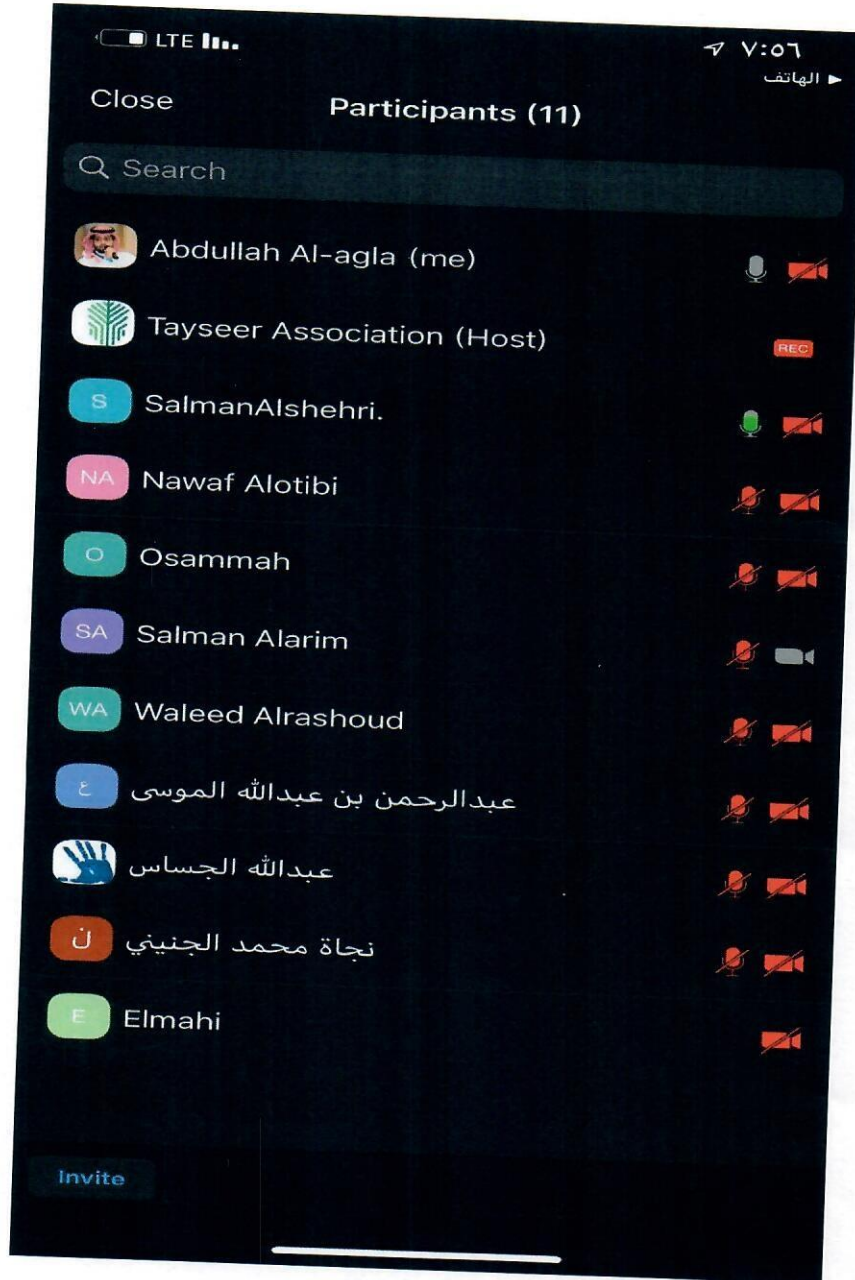 LTE
٧:٥٦
الهاتف
Close
Participants (11)
Search
Abdullah Al-agla (me)
Tayseer Association (Host)
REC
S
SalmanAlshehri.
NA
Nawaf Alotibi
O
Osammah
SA
Salman Alarim
WA
Waleed Alrashoud
ع
عبدالرحمن بن عبدالله الموسى
عبدالله الجساس
ن
نجاة محمد الجنيني
E
Elmahi
Invite